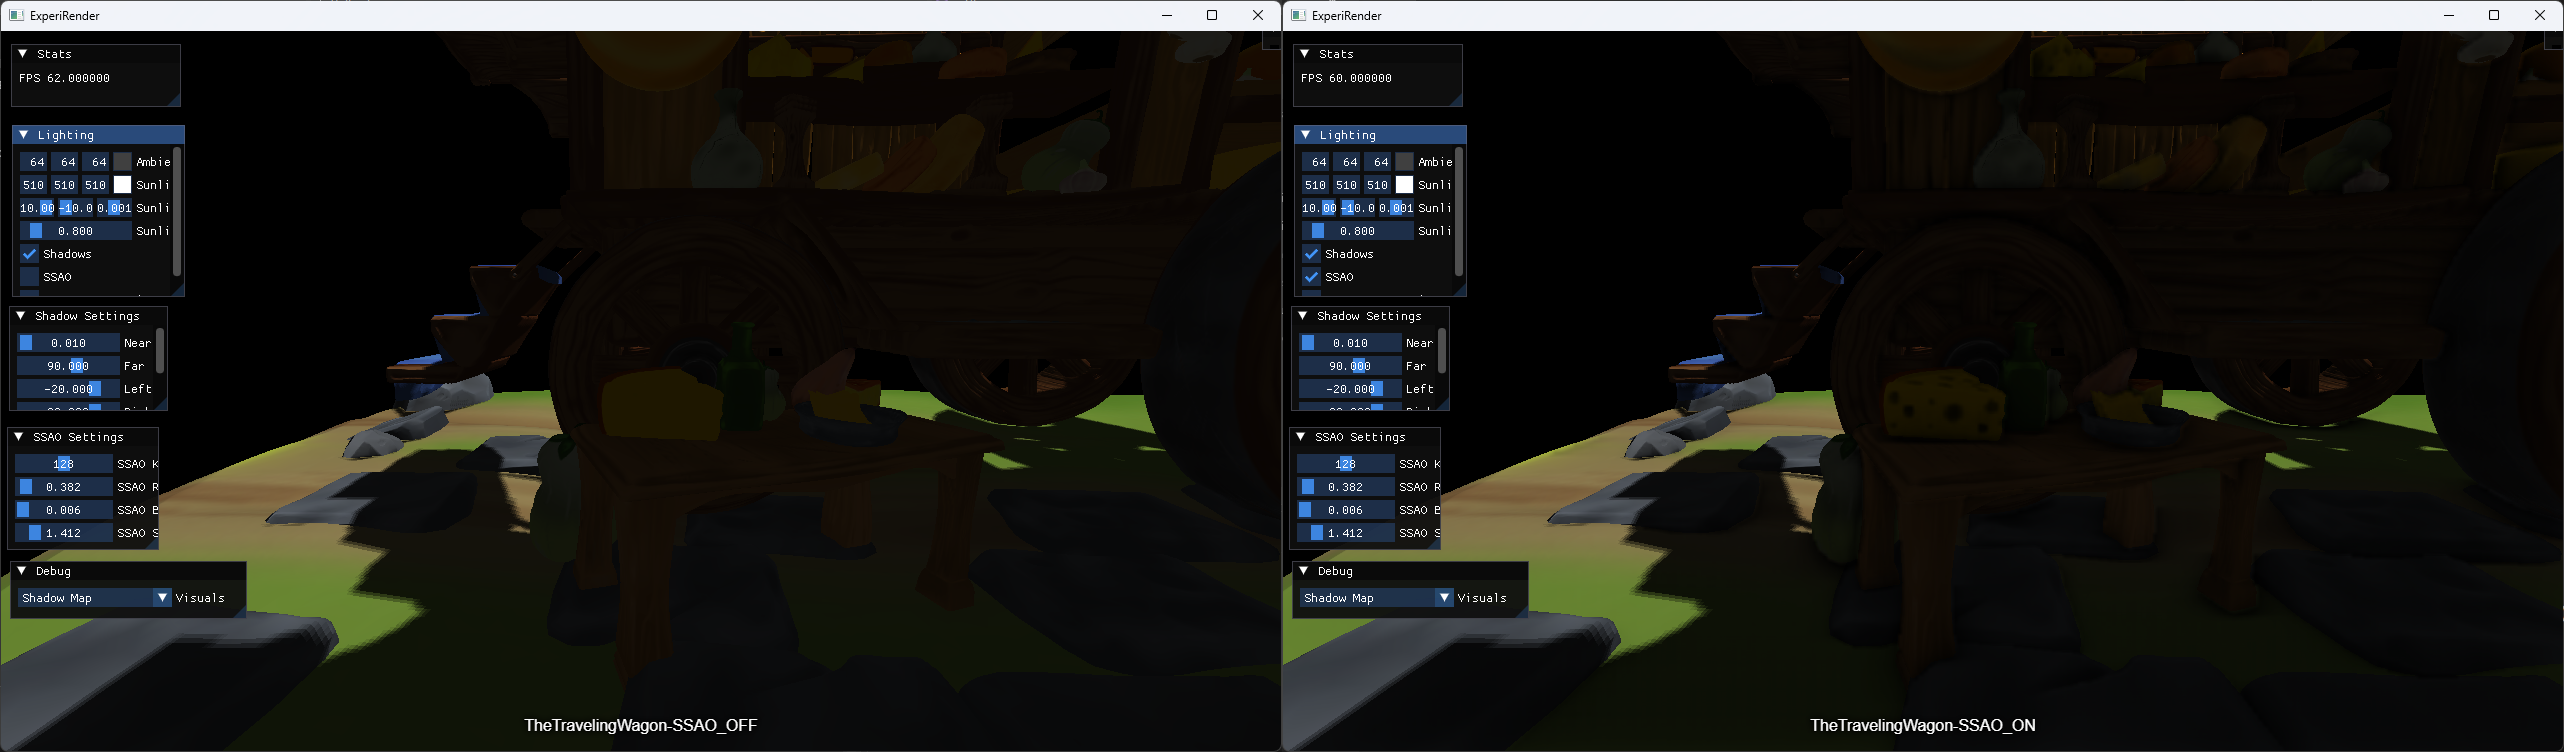 ExperiRender
Stats
FPS 62.000000
Lighting
64 64 64 Ambie
510 510 510 Sunli
10.00 -10.0 0.001 Sunli
0.800 Sunli
Shadows
SSAO
Shadow Settings
0.010 Near
90.000 Far
-20.000 Left
SSAO Settings
128 SSAO K
0.382 SSAO R
0.006 SSAO B
1.412 SSAO S
Debug
Shadow Map Visuals
TheTravelingWagon-SSAO_OFF
ExperiRender
Stats
FPS 60.000000
Lighting
64 64 64 Ambie
510 510 510 Sunli
10.00 -10.0 0.001 Sunli
0.800 Sunli
Shadows
SSAO
Shadow Settings
0.010 Near
90.000 Far
-20.000 Left
SSAO Settings
128 SSAO K
0.382 SSAO R
0.006 SSAO B
1.412 SSAO S
Debug
Shadow Map Visuals
TheTravelingWagon-SSAO_ON